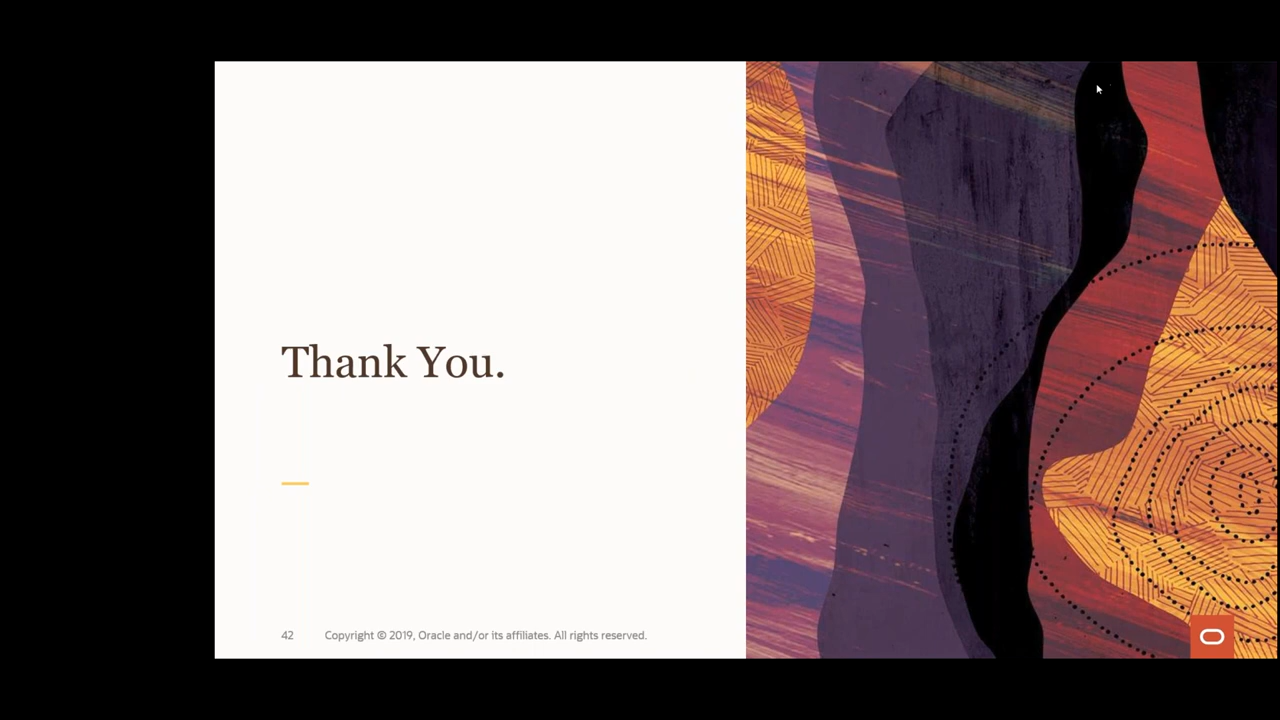 Thank You.
42 Copyright © 2019, Oracle and/or its affiliates. All rights reserved.